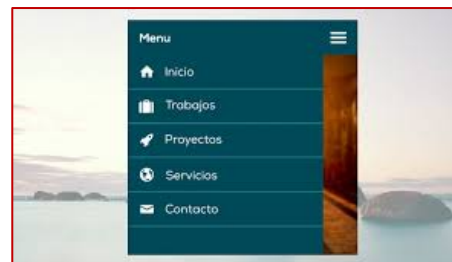 Menu
Inicio
Trabajos
Proyectos
Servicios
Contacto